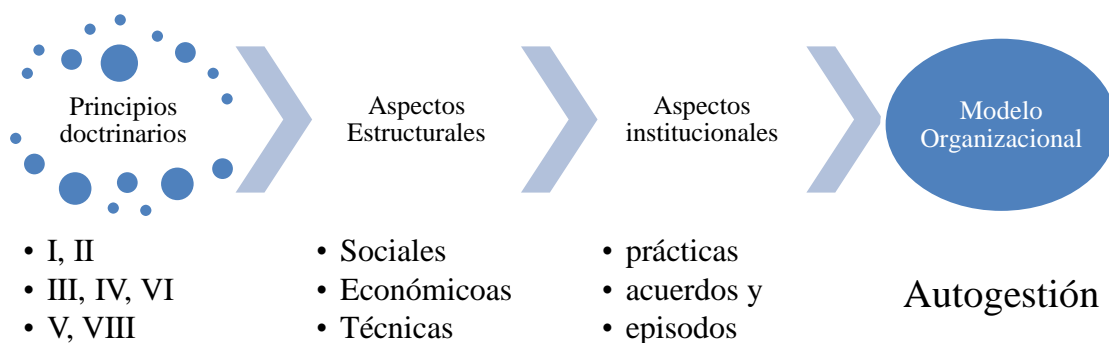 Principios
doctrinarios
Aspectos
Estructurales
Aspectos
institucionales
Modelo
Organizacional
• I, II
• III, IV, VI
• V, VIII
• Sociales
• Económicoas
• Técnicas
• prácticas
• acuerdos y
• episodos
Autogestión